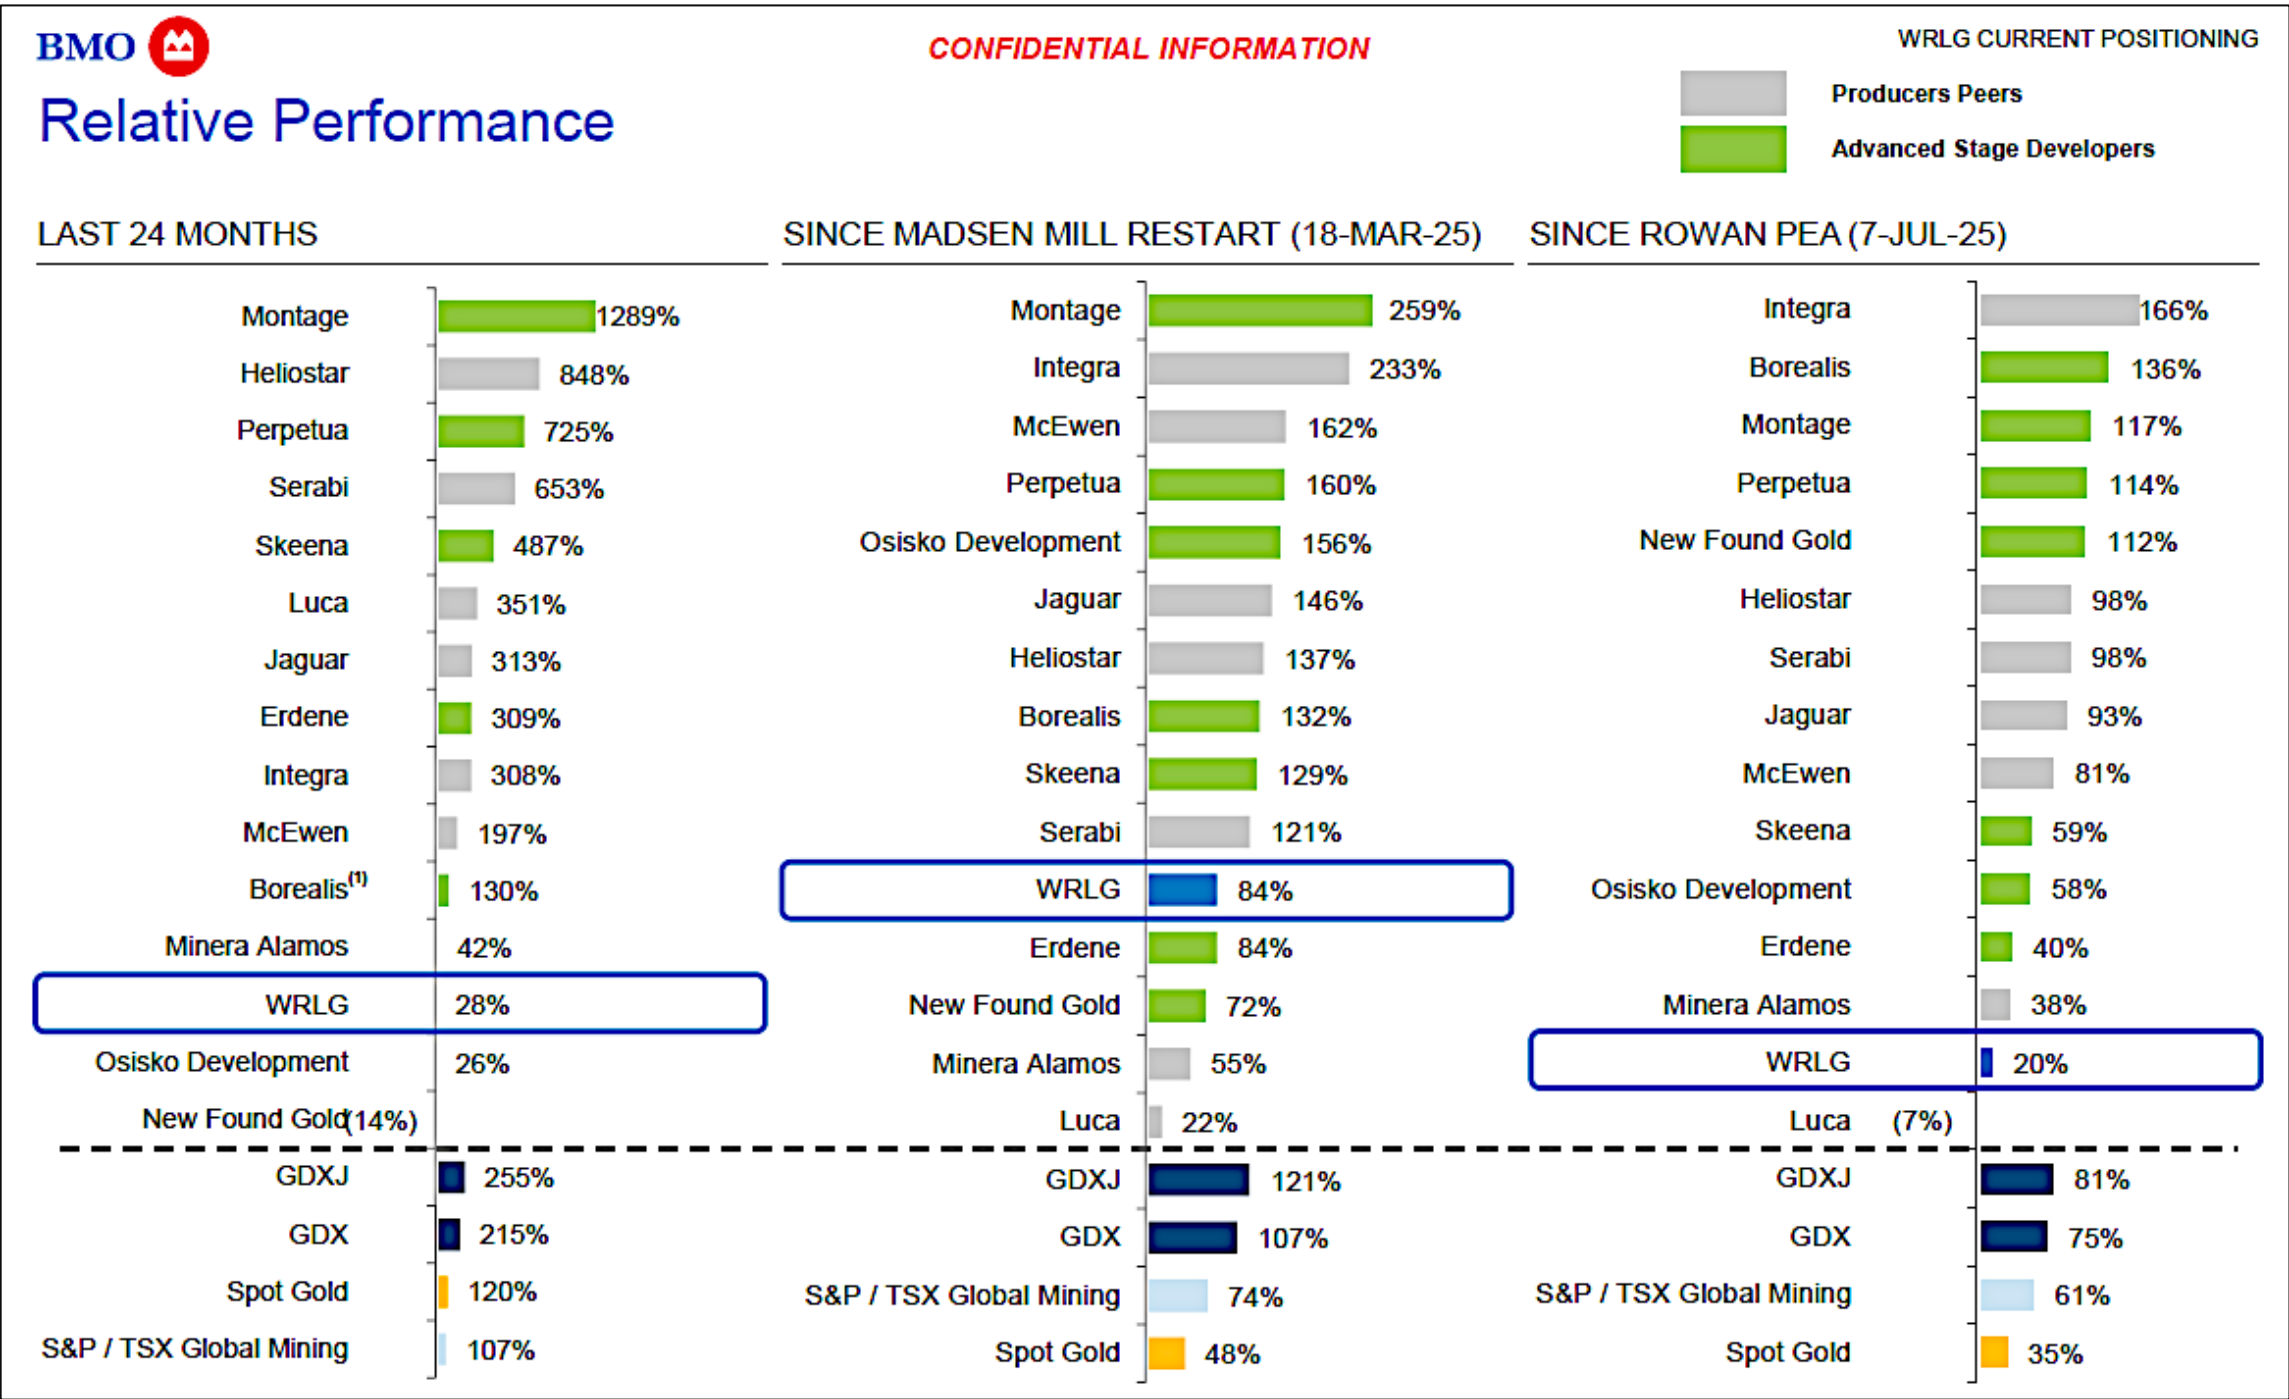 BMO
CONFIDENTIAL INFORMATION
WRLG CURRENT POSITIONING
Relative Performance
Producers Peers
Advanced Stage Developers
LAST 24 MONTHS
Montage 1289%
Heliostar 848%
Perpetua 725%
Serabi 653%
Skeena 487%
Luca 351%
Jaguar 313%
Erdene 309%
Integra 308%
McEwen 197%
Borealis(1) 130%
Minera Alamos 42%
WRLG 28%
Osisko Development 26%
New Found Gold (14%)
GDXJ 255%
GDX 215%
Spot Gold 120%
S&P / TSX Global Mining 107%
SINCE MADSEN MILL RESTART (18-MAR-25)
Montage 259%
Integra 233%
McEwen 162%
Perpetua 160%
Osisko Development 156%
Jaguar 146%
Heliostar 137%
Borealis 132%
Skeena 129%
Serabi 121%
WRLG 84%
Erdene 84%
New Found Gold 72%
Minera Alamos 55%
Luca 22%
GDXJ 121%
GDX 107%
S&P / TSX Global Mining 74%
Spot Gold 48%
SINCE ROWAN PEA (7-JUL-25)
Integra 166%
Borealis 136%
Montage 117%
Perpetua 114%
New Found Gold 112%
Heliostar 98%
Serabi 98%
Jaguar 93%
McEwen 81%
Skeena 59%
Osisko Development 58%
Erdene 40%
Minera Alamos 38%
WRLG 20%
Luca (7%)
GDXJ 81%
GDX 75%
S&P / TSX Global Mining 61%
Spot Gold 35%